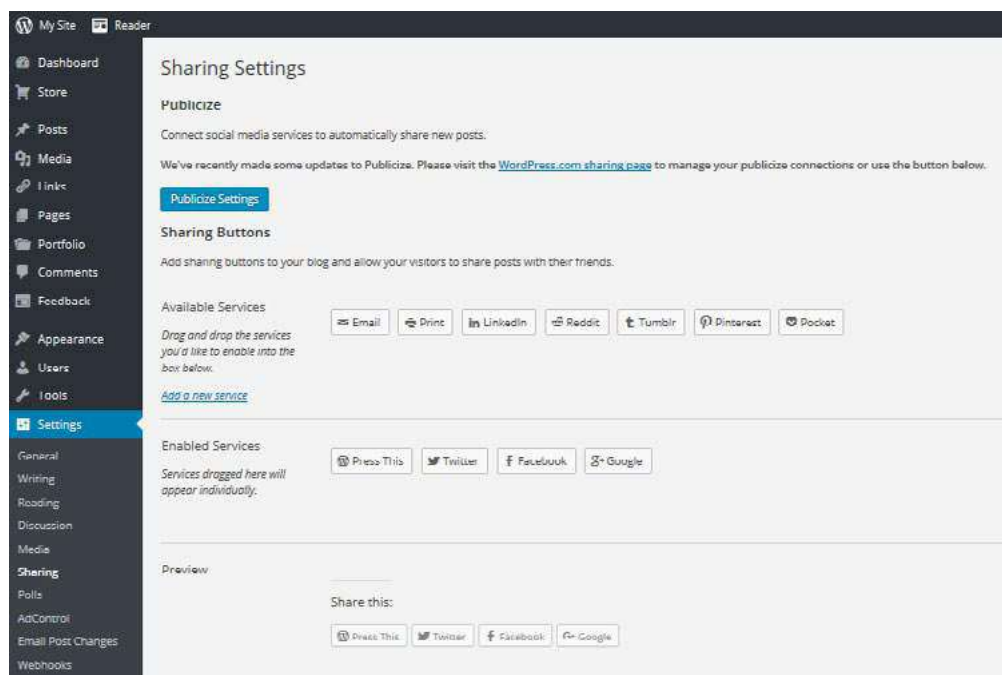 My Site Reader
Dashboard
Store
Posts
Media
Links
Pages
Portfolio
Comments
Feedback
Appearance
Users
Tools
Settings
General
Writing
Reading
Discussion
Media
Sharing
Polls
AdControl
Email Post Changes
Webhooks
Sharing Settings
Publicize
Connect social media services to automatically share new posts.
We've recently made some updates to Publicize. Please visit the WordPress.com sharing page to manage your publicize connections or use the button below.
Publicize Settings
Sharing Buttons
Add sharing buttons to your blog and allow your visitors to share posts with their friends.
Available Services
Drag and drop the services
you'd like to enable into the
box below.
Add a new service
Email Print LinkedIn Reddit Tumblr Pinterest Pocket
Enabled Services
Services dragged here will
appear individually.
Press This Twitter Facebook Google
Preview
Share this:
Press This Twitter Facebook Google